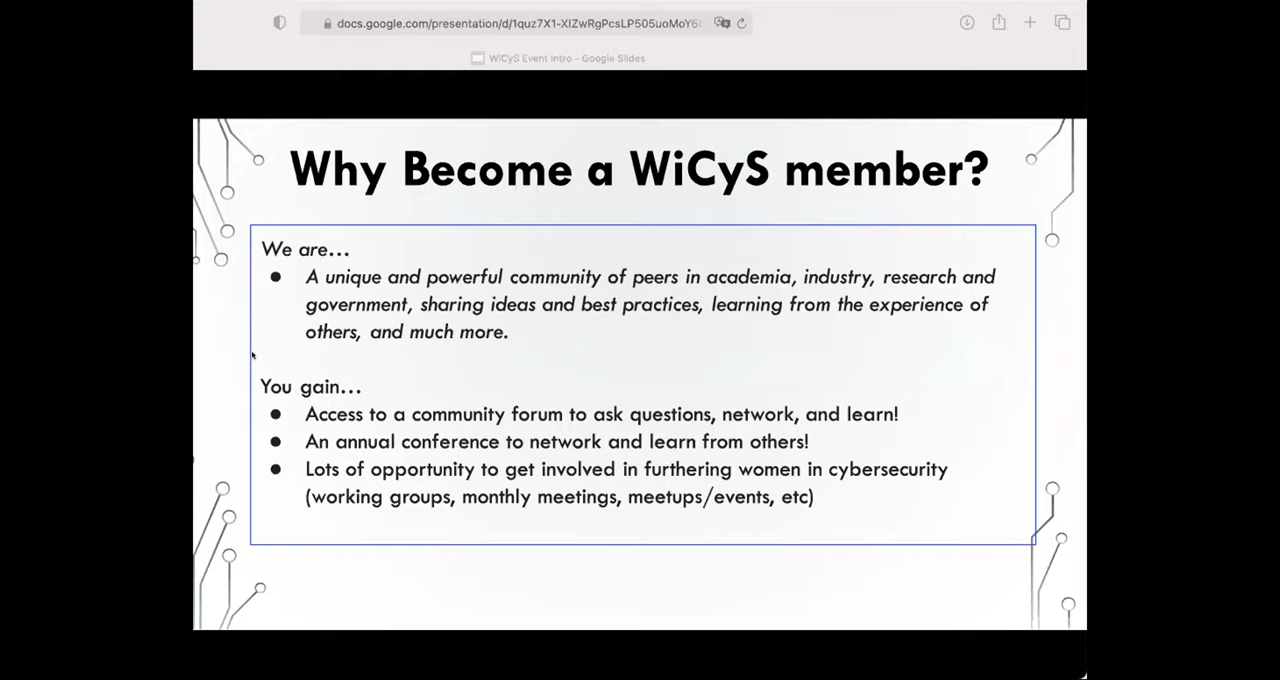 docs.google.com/presentation/d/1quz7X1-XIZwRgPcsLP505uoMoY6
WiCyS Event Intro - Google Slides
Why Become a WiCyS member?
We are...
● A unique and powerful community of peers in academia, industry, research and
government, sharing ideas and best practices, learning from the experience of
others, and much more.
You gain...
● Access to a community forum to ask questions, network, and learn!
● An annual conference to network and learn from others!
● Lots of opportunity to get involved in furthering women in cybersecurity
(working groups, monthly meetings, meetups/events, etc)